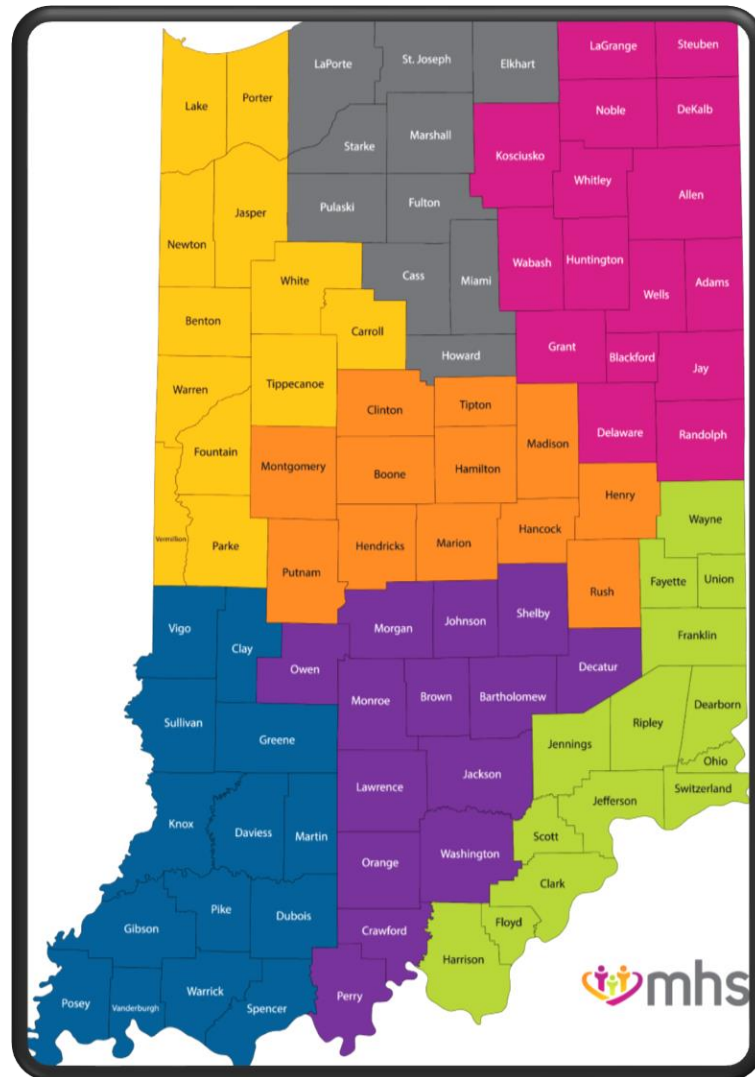 LaPorte
St. Joseph
Elkhart
LaGrange
Steuben
Lake
Porter
Noble
DeKalb
Starke
Marshall
Kosciusko
Whitley
Allen
Pulaski
Fulton
Jasper
Newton
Wabash
Huntington
White
Cass
Miami
Wells
Adams
Benton
Carroll
Howard
Grant
Blackford
Jay
Warren
Tippecanoe
Clinton
Tipton
Madison
Delaware
Randolph
Fountain
Montgomery
Boone
Hamilton
Henry
Wayne
Vermillion
Parke
Putnam
Hendricks
Marion
Hancock
Rush
Fayette
Union
Vigo
Clay
Owen
Morgan
Johnson
Shelby
Franklin
Decatur
Sullivan
Greene
Monroe
Brown
Bartholomew
Jennings
Ripley
Dearborn
Ohio
Switzerland
Lawrence
Jackson
Jefferson
Knox
Daviess
Martin
Scott
Orange
Washington
Clark
Gibson
Pike
Dubois
Crawford
Floyd
Harrison
Posey
Vanderburgh
Warrick
Spencer
Perry
mhs